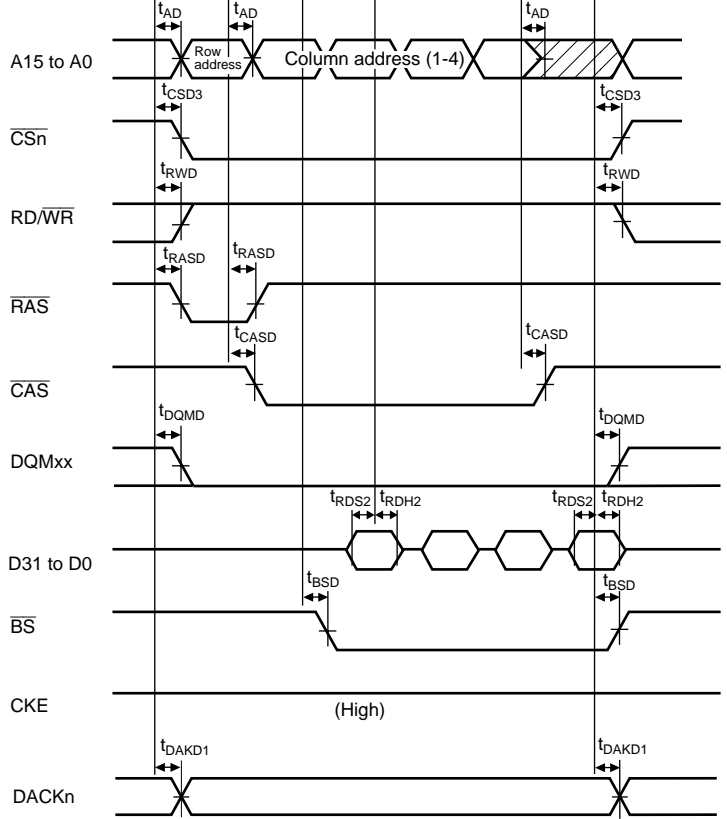 tAD tAD tAD
A15 to A0 Row address Column address (1-4)
tCSD3 tCSD3
CSn
tRWD tRWD
RD/WR
tRASD tRASD
RAS
tCASD tCASD
CAS
tDQMD tDQMD
DQMxx
tRDS2 tRDH2 tRDS2 tRDH2
D31 to D0
tBSD tBSD
BS
CKE (High)
tDAKD1 tDAKD1
DACKn